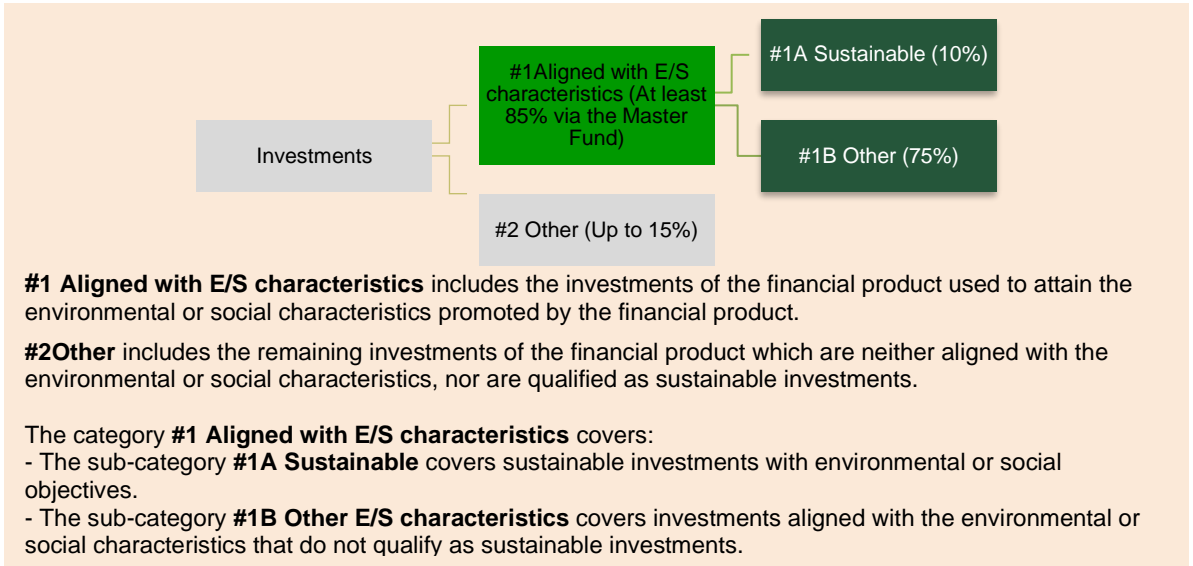 #1A Sustainable (10%)
#1Aligned with E/S
characteristics (At least
85% via the Master
Fund)
Investments
#1B Other (75%)
#2 Other (Up to 15%)
#1 Aligned with E/S characteristics includes the investments of the financial product used to attain the
environmental or social characteristics promoted by the financial product.
#2Other includes the remaining investments of the financial product which are neither aligned with the
environmental or social characteristics, nor are qualified as sustainable investments.
The category #1 Aligned with E/S characteristics covers:
- The sub-category #1A Sustainable covers sustainable investments with environmental or social
objectives.
- The sub-category #1B Other E/S characteristics covers investments aligned with the environmental or
social characteristics that do not qualify as sustainable investments.